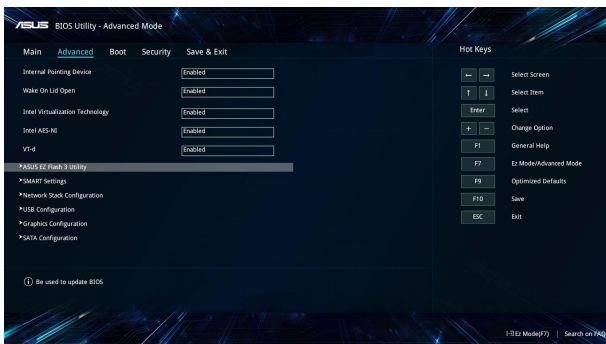 ASUS BIOS Utility - Advanced Mode
Main Advanced Boot Security Save & Exit
Hot Keys
Internal Pointing Device Enabled
Wake On Lid Open Enabled
Intel Virtualization Technology Enabled
Intel AES-NI Enabled
VT-d Enabled
ASUS EZ Flash 3 Utility
SMART Settings
Network Stack Configuration
USB Configuration
Graphics Configuration
SATA Configuration
← → Select Screen
↑ ↓ Select Item
Enter Select
+ − Change Option
F1 General Help
F7 Ez Mode/Advanced Mode
F9 Optimized Defaults
F10 Save
ESC Exit
Be used to update BIOS
Ez Mode(F7) | Search on FAQ